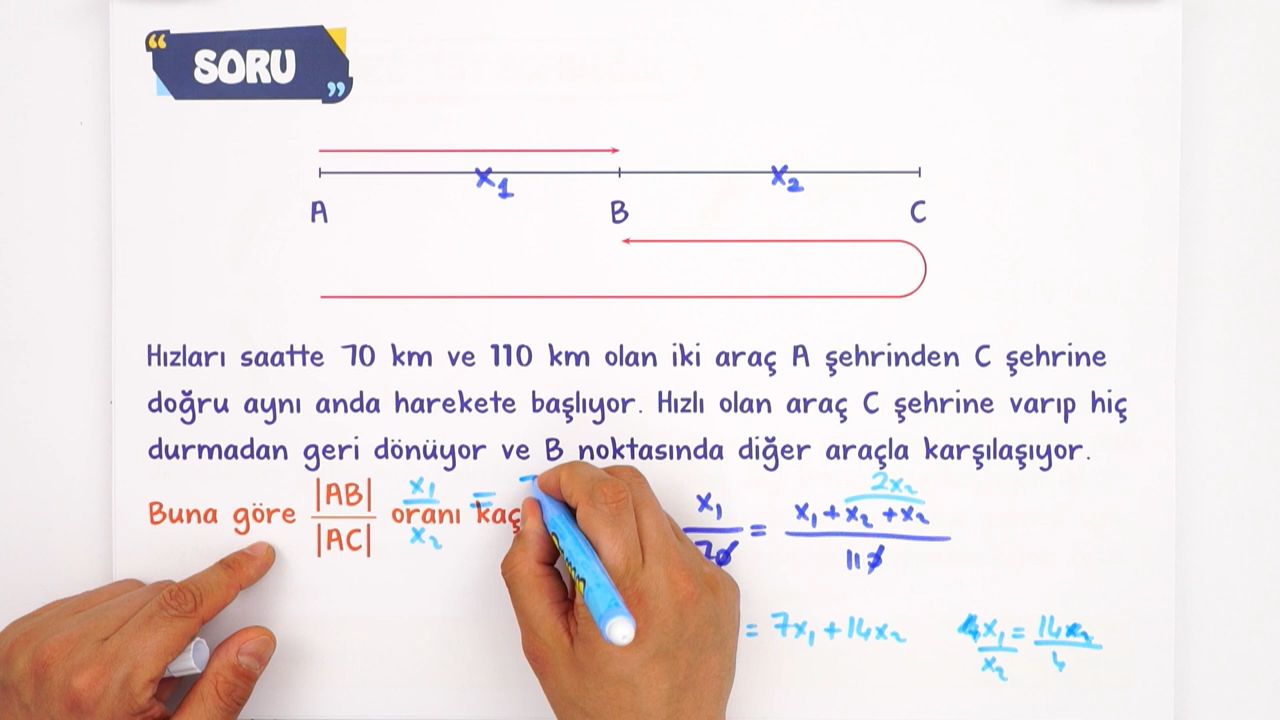 SORU
x₁ x₂
A B C
Hızları saatte 70 km ve 110 km olan iki araç A şehrinden C şehrine
doğru aynı anda harekete başlıyor. Hızlı olan araç C şehrine varıp hiç
durmadan geri dönüyor ve B noktasında diğer araçla karşılaşıyor.
Buna göre |AB| / |AC| oranı kaç
x₁ / x₂ =
x₁ / 70 = x₁ + x₂ + x₂ / 110
2x₂
= 7x₁ + 14x₂
4x₁ / x₂ = 14x₂ / 4